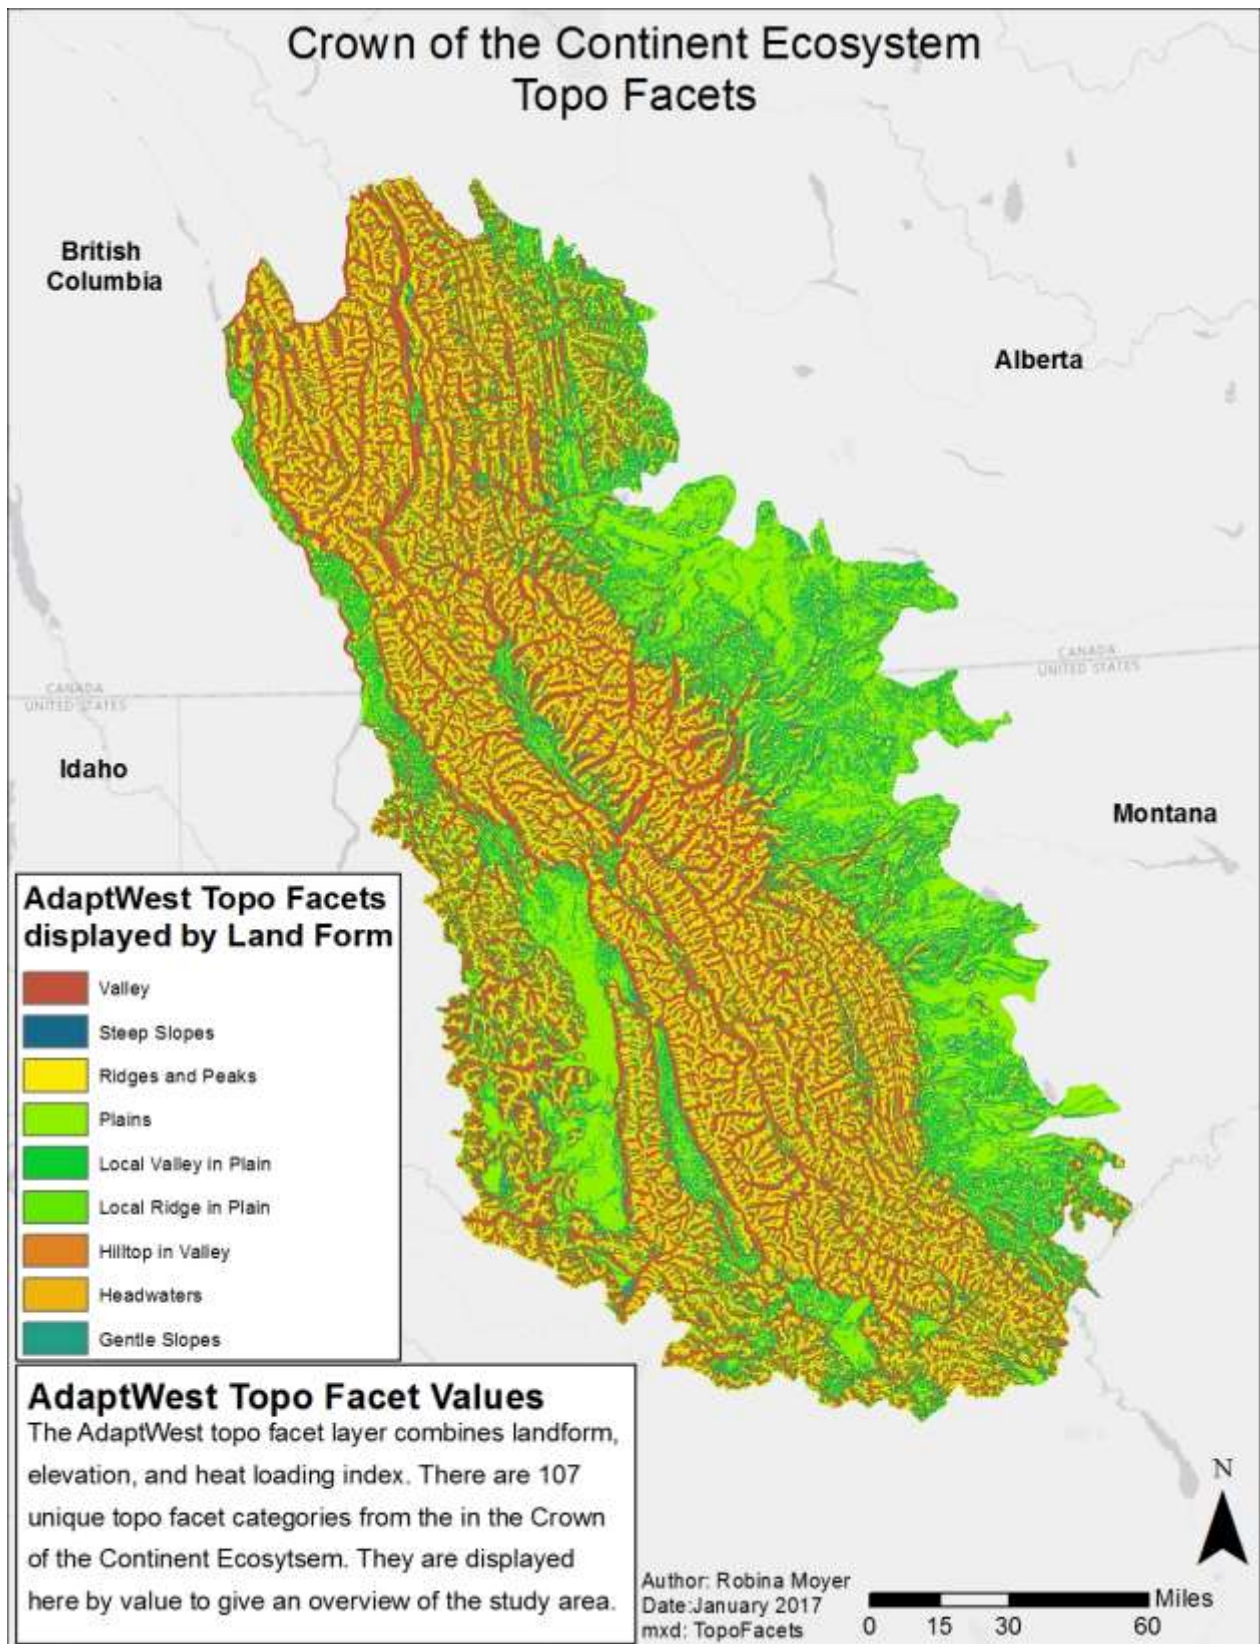 Crown of the Continent Ecosystem
Topo Facets
British
Columbia
Alberta
CANADA
UNITED STATES
CANADA
UNITED STATES
Idaho
Montana
AdaptWest Topo Facets
displayed by Land Form
Valley
Steep Slopes
Ridges and Peaks
Plains
Local Valley in Plain
Local Ridge in Plain
Hilltop in Valley
Headwaters
Gentle Slopes
AdaptWest Topo Facet Values
The AdaptWest topo facet layer combines landform,
elevation, and heat loading index. There are 107
unique topo facet categories from the in the Crown
of the Continent Ecosytsem. They are displayed
here by value to give an overview of the study area.
N
Author: Robina Moyer
Date:January 2017
mxd: TopoFacets
Miles
0 15 30 60